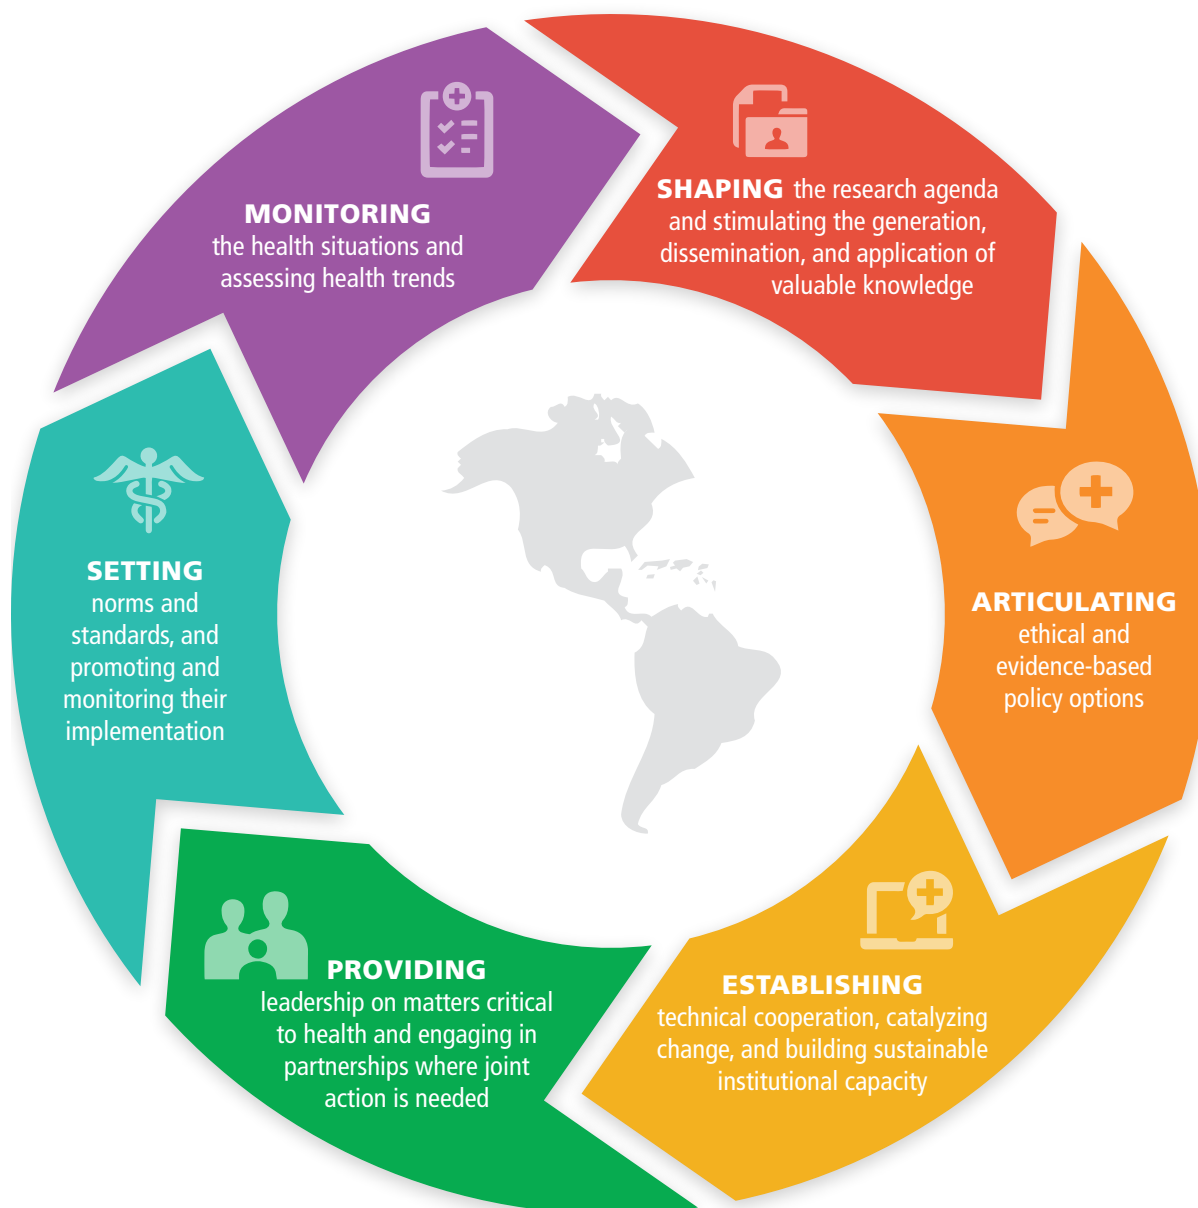 MONITORING
the health situations and
assessing health trends
SHAPING the research agenda
and stimulating the generation,
dissemination, and application of
valuable knowledge
ARTICULATING
ethical and
evidence-based
policy options
ESTABLISHING
technical cooperation, catalyzing
change, and building sustainable
institutional capacity
PROVIDING
leadership on matters critical
to health and engaging in
partnerships where joint
action is needed
SETTING
norms and
standards, and
promoting and
monitoring their
implementation